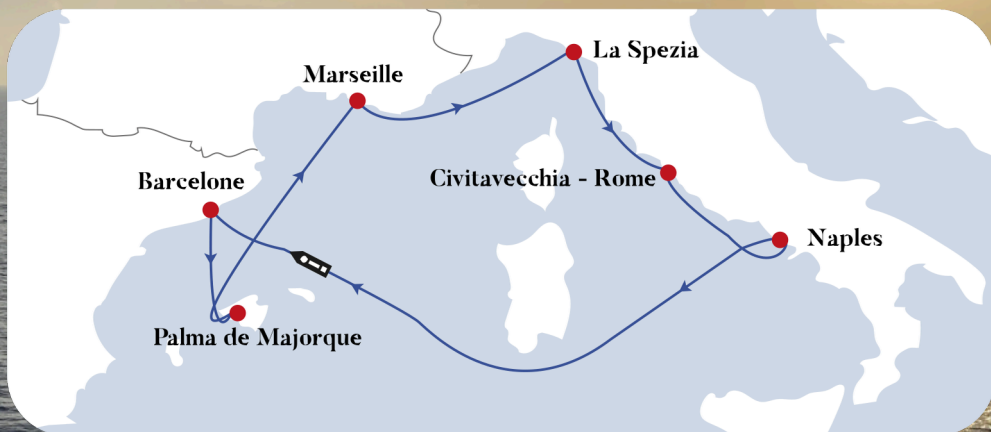 La Spezia
Marseille
Civitavecchia - Rome
Barcelone
Naples
Palma de Majorque